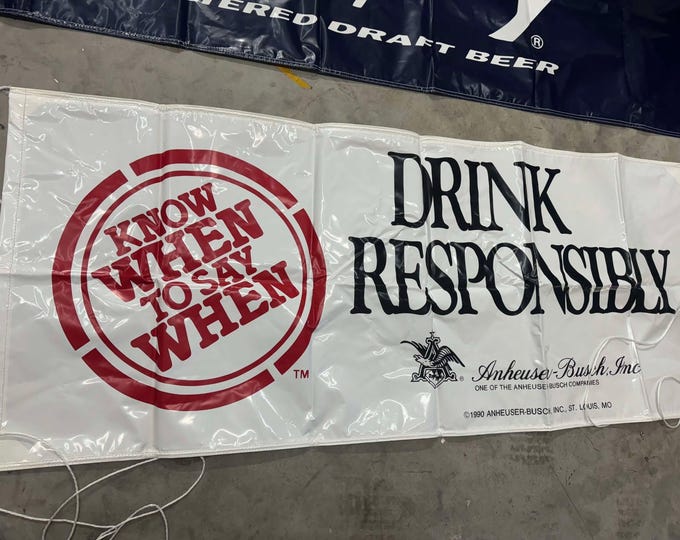 DRAFT BEER
®
KNOW
WHEN
TO SAY
WHEN
TM
DRINK
RESPONSIBLY
Anheuser-Busch, Inc.
ONE OF THE ANHEUSER-BUSCH COMPANIES
©1990 ANHEUSER-BUSCH, INC., ST. LOUIS, MO